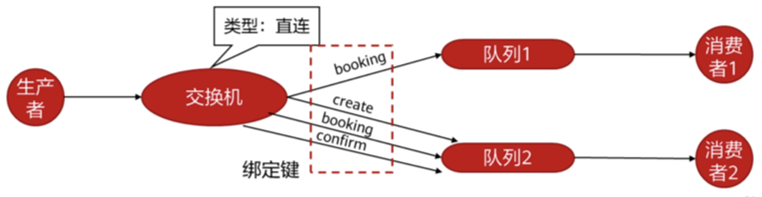 类型：直连
生产
者
交换机
booking
create
booking
confirm
绑定键
队列1
队列2
消费
者1
消费
者2